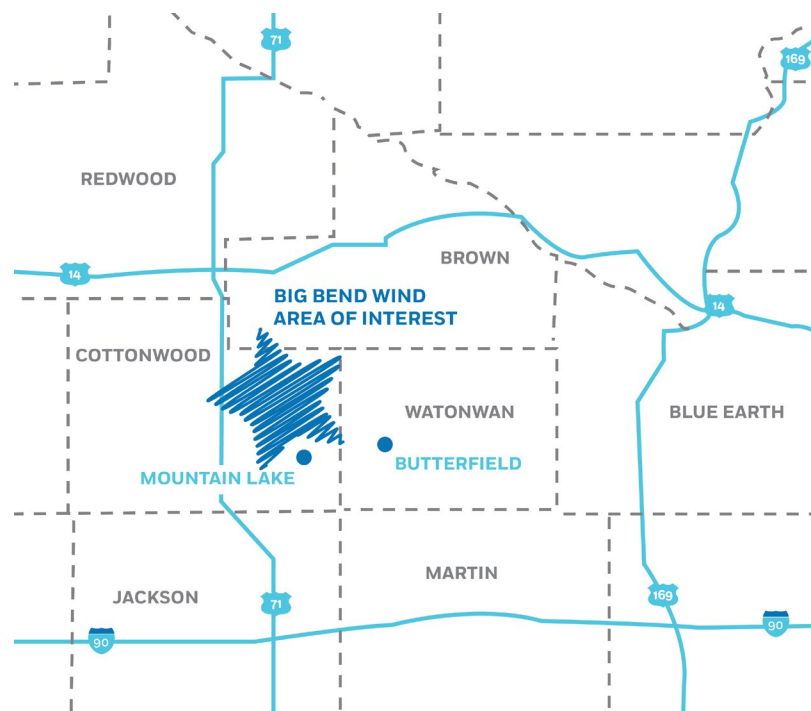 71
169
REDWOOD
BROWN
14
BIG BEND WIND
AREA OF INTEREST
14
COTTONWOOD
WATONWAN
BLUE EARTH
BUTTERFIELD
MOUNTAIN LAKE
MARTIN
JACKSON
71
169
90
90